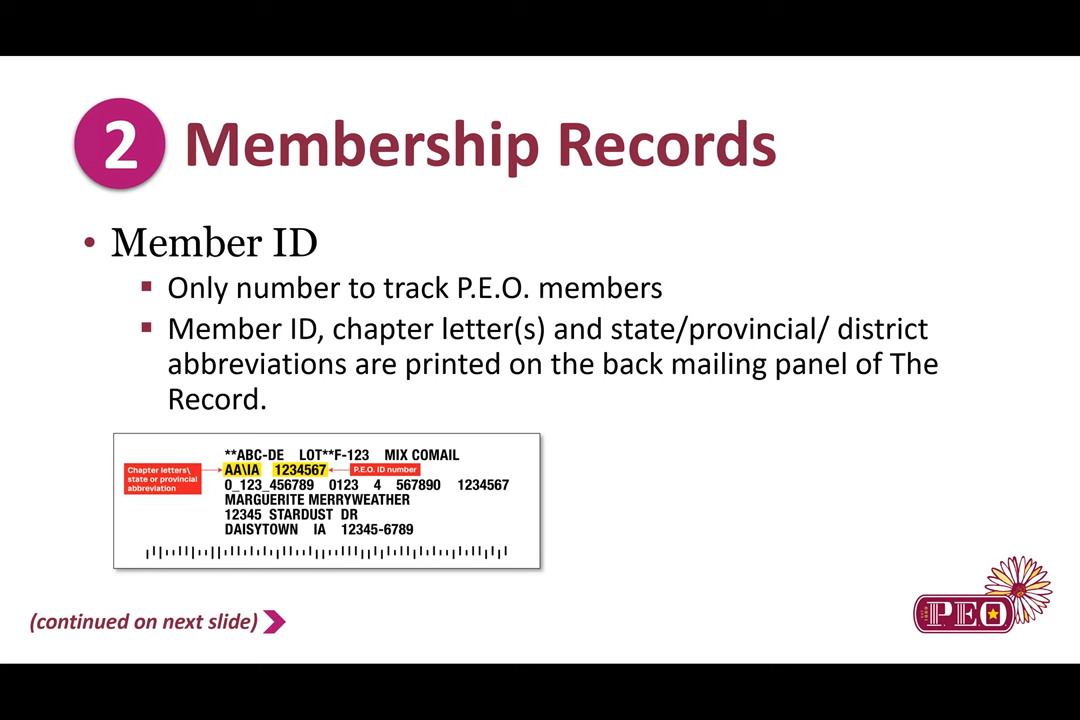 2 Membership Records
• Member ID
▪ Only number to track P.E.O. members
▪ Member ID, chapter letter(s) and state/provincial/ district
abbreviations are printed on the back mailing panel of The
Record.
**ABC-DE LOT**F-123 MIX COMAIL
Chapter letters\
state or provincial
abbreviation
AA\IA 1234567
P.E.O. ID number
0_123_456789 0123 4 567890 1234567
MARGUERITE MERRYWEATHER
12345 STARDUST DR
DAISYTOWN IA 12345-6789
(continued on next slide)
PEO